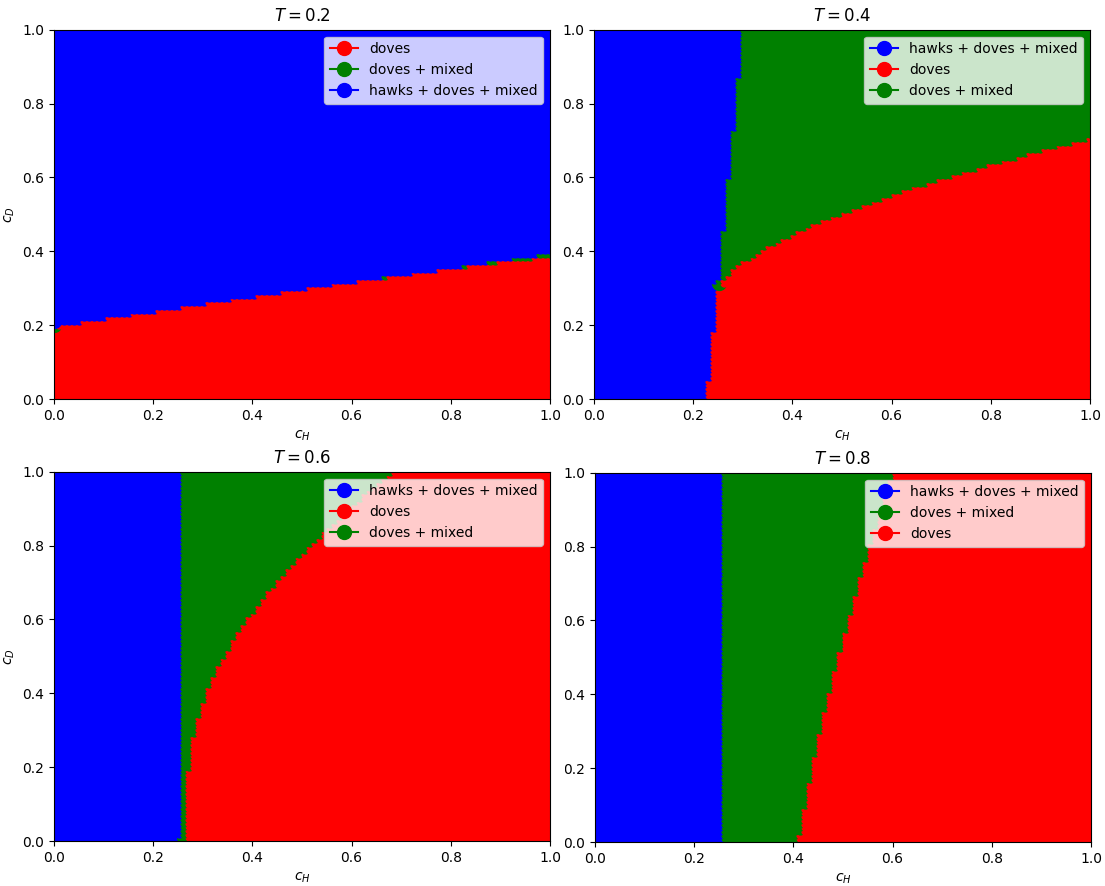 T = 0.2
1.0
0.8
0.6
0.4
0.2
0.0
c_D
0.0 0.2 0.4 0.6 0.8 1.0
c_H
doves
doves + mixed
hawks + doves + mixed
T = 0.4
1.0
0.8
0.6
0.4
0.2
0.0
0.0 0.2 0.4 0.6 0.8 1.0
c_H
hawks + doves + mixed
doves
doves + mixed
T = 0.6
1.0
0.8
0.6
0.4
0.2
0.0
c_D
0.0 0.2 0.4 0.6 0.8 1.0
c_H
hawks + doves + mixed
doves
doves + mixed
T = 0.8
1.0
0.8
0.6
0.4
0.2
0.0
0.0 0.2 0.4 0.6 0.8 1.0
c_H
hawks + doves + mixed
doves + mixed
doves